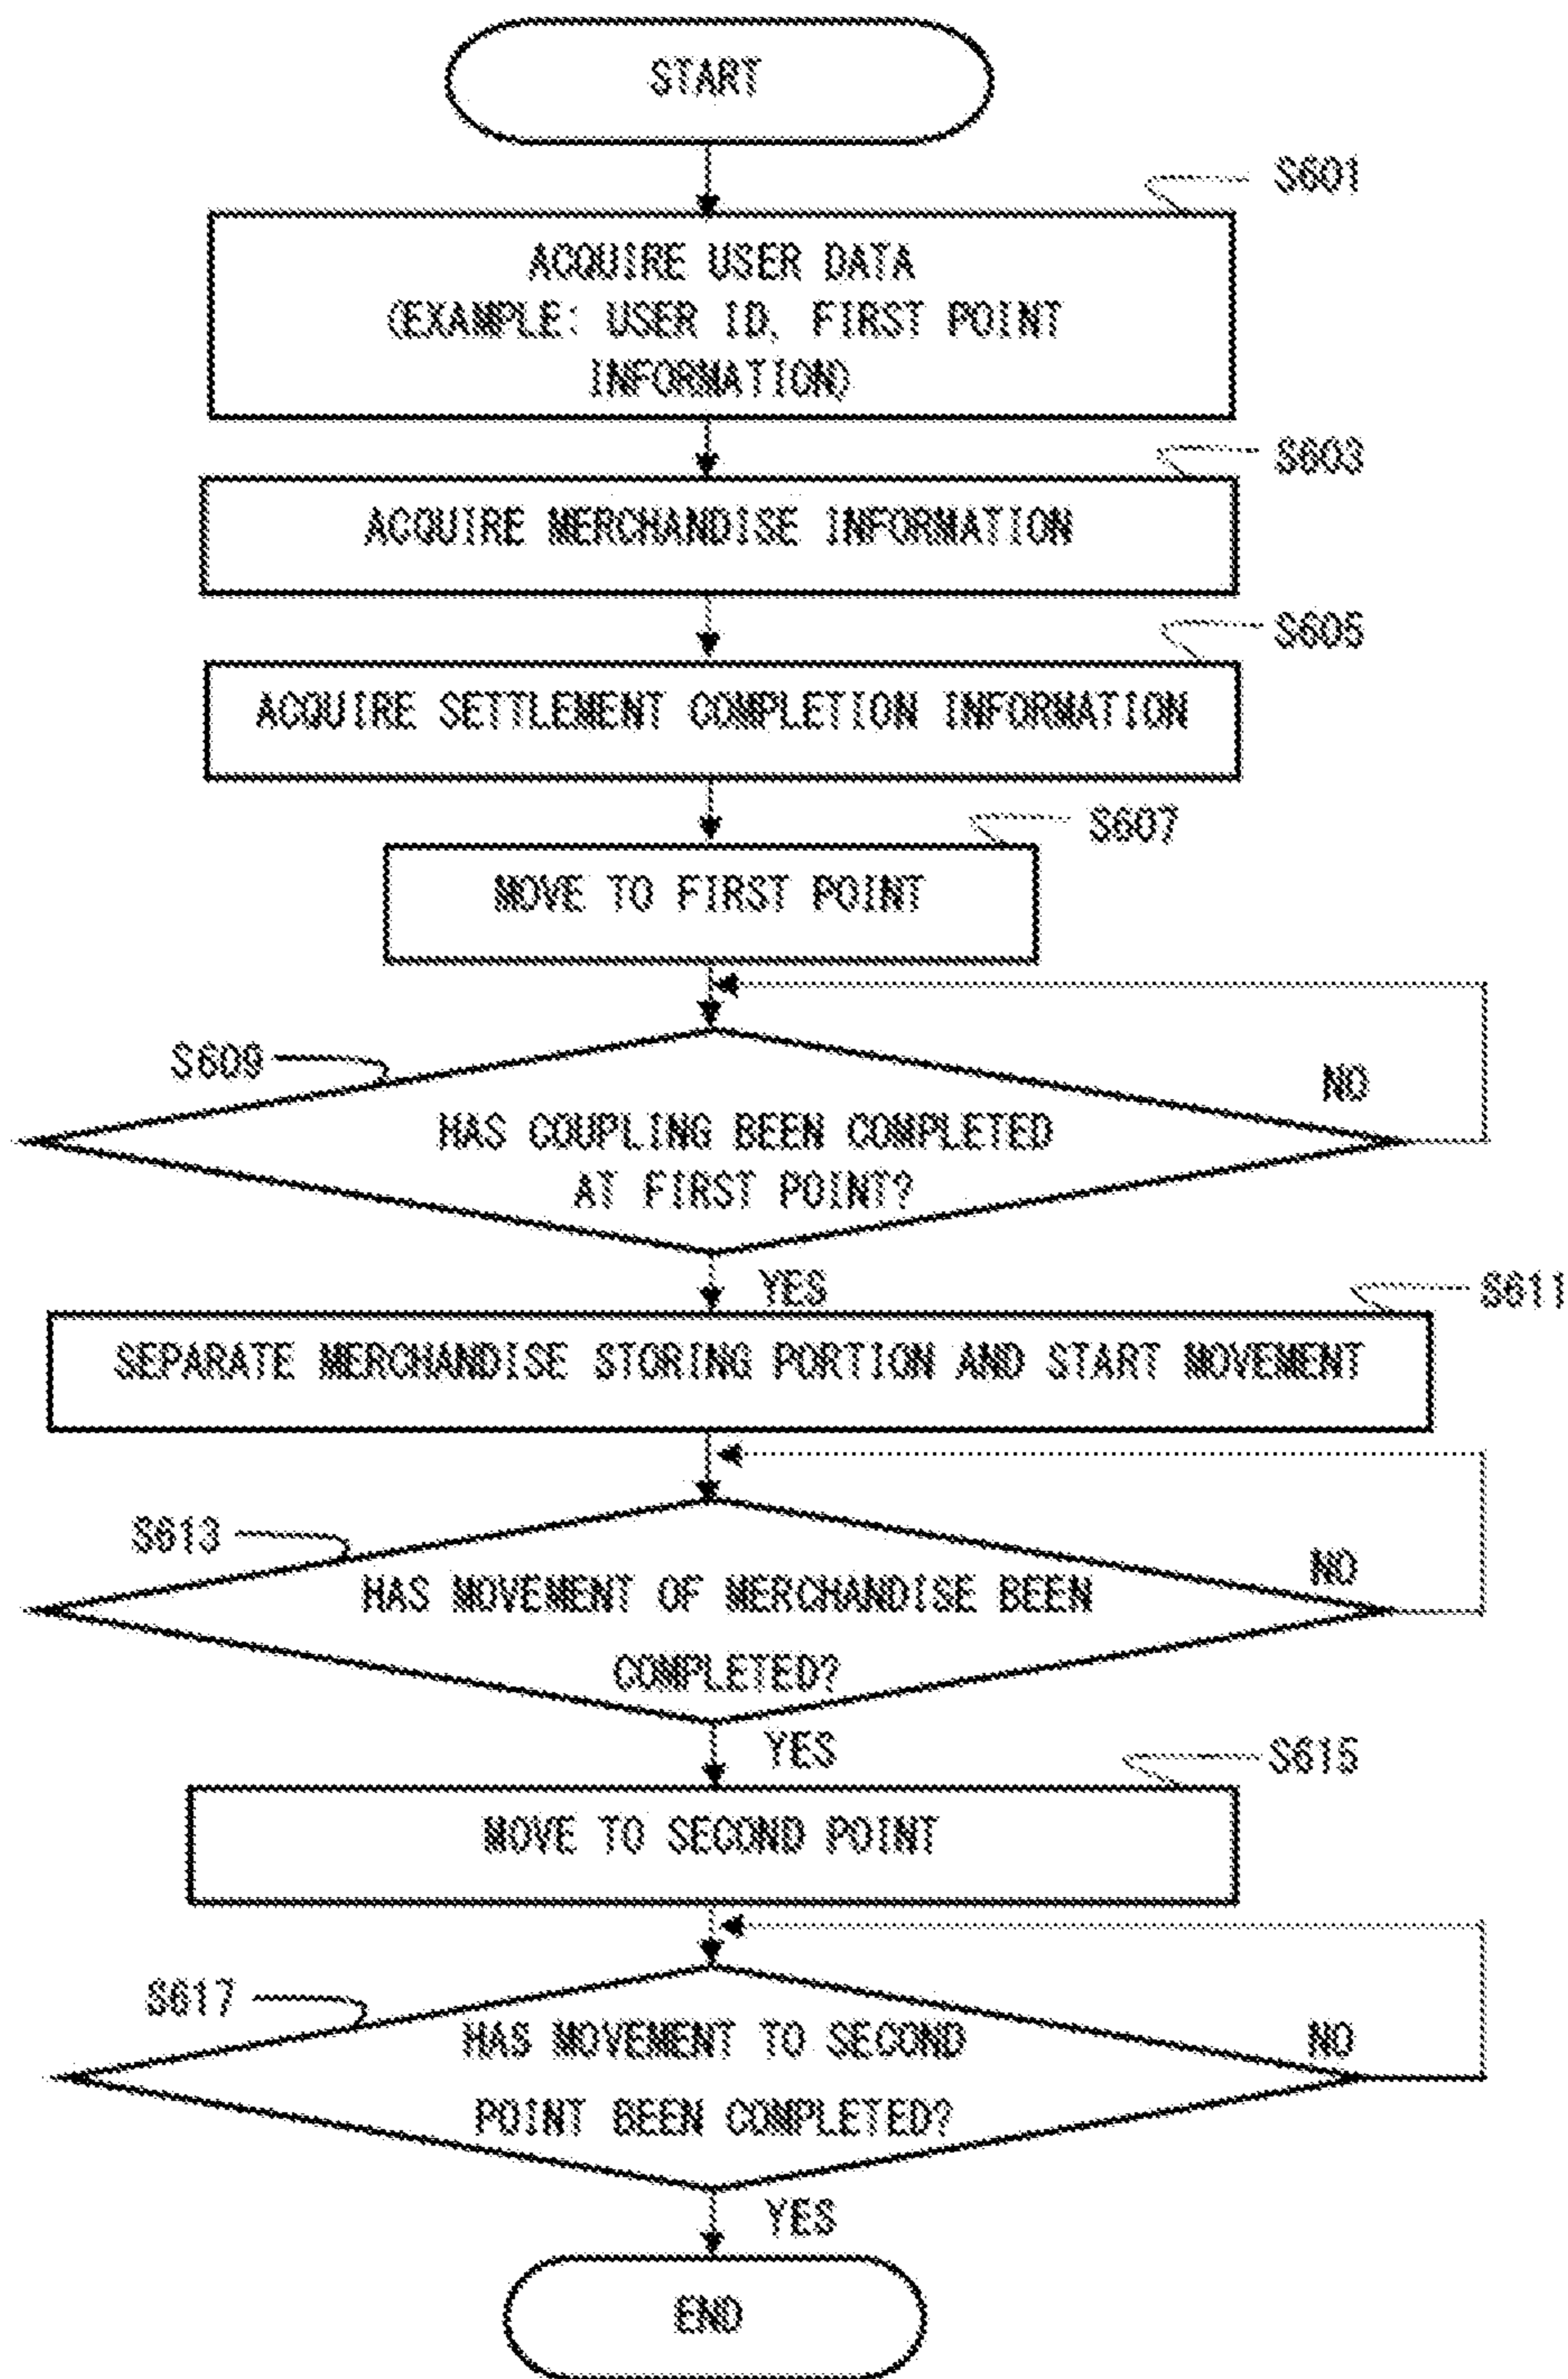 START
S601
ACQUIRE USER DATA
(EXAMPLE: USER ID, FIRST POINT
INFORMATION)
S603
ACQUIRE MERCHANDISE INFORMATION
S605
ACQUIRE SETTLEMENT COMPLETION INFORMATION
S607
MOVE TO FIRST POINT
S609
NO
HAS COUPLING BEEN COMPLETED
AT FIRST POINT?
YES
S611
SEPARATE MERCHANDISE STORING PORTION AND START MOVEMENT
S613
NO
HAS MOVEMENT OF MERCHANDISE BEEN
COMPLETED?
YES
S615
MOVE TO SECOND POINT
S617
NO
HAS MOVEMENT TO SECOND
POINT BEEN COMPLETED?
YES
END